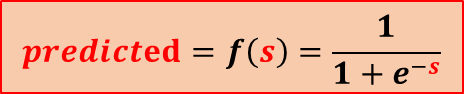 predicted = f(s) = 1 / (1 + e^{-s})